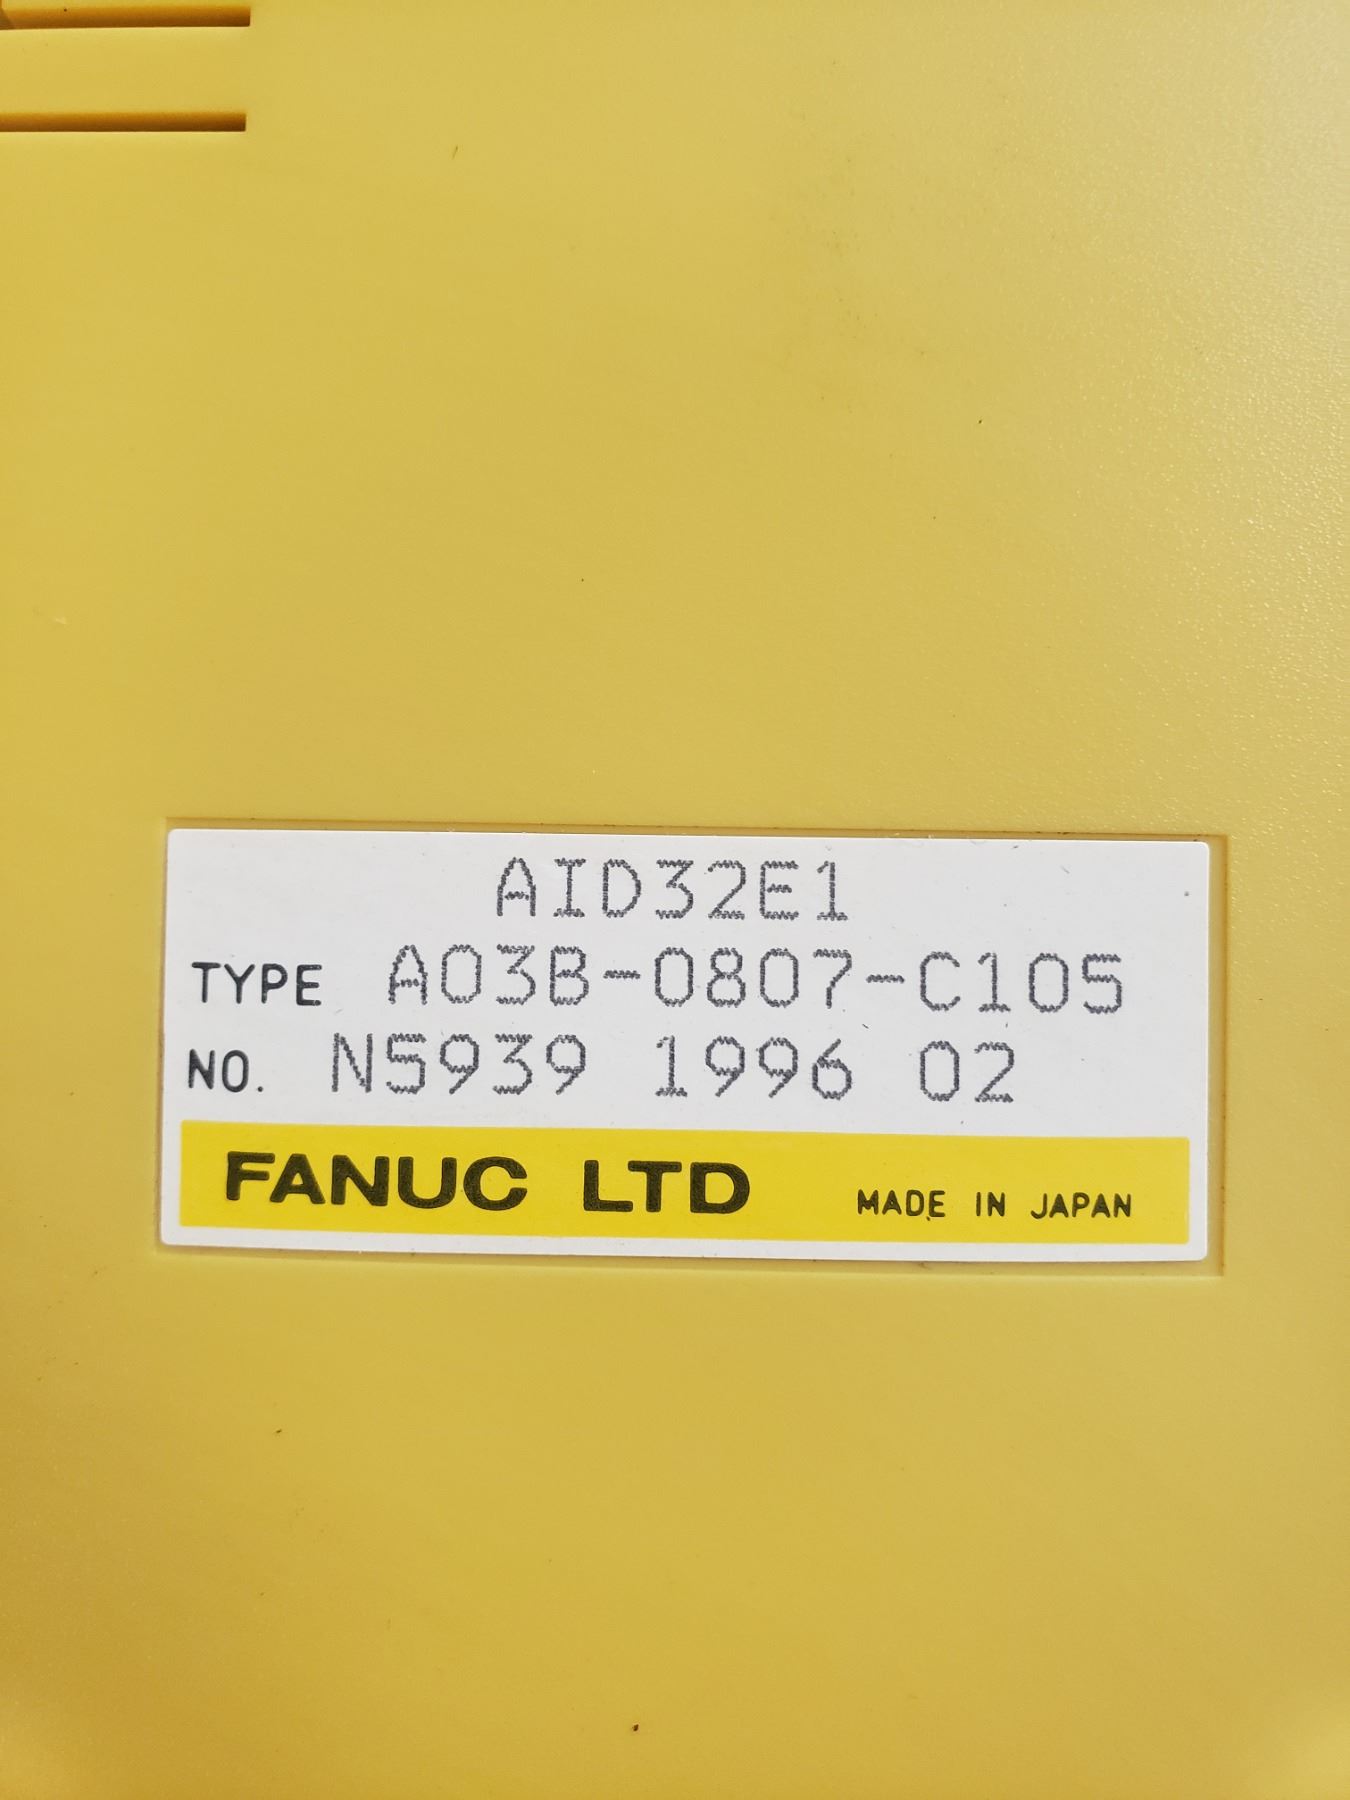 AID32E1
TYPE A03B-0807-C105
NO. N5939 1996 02
FANUC LTD MADE IN JAPAN